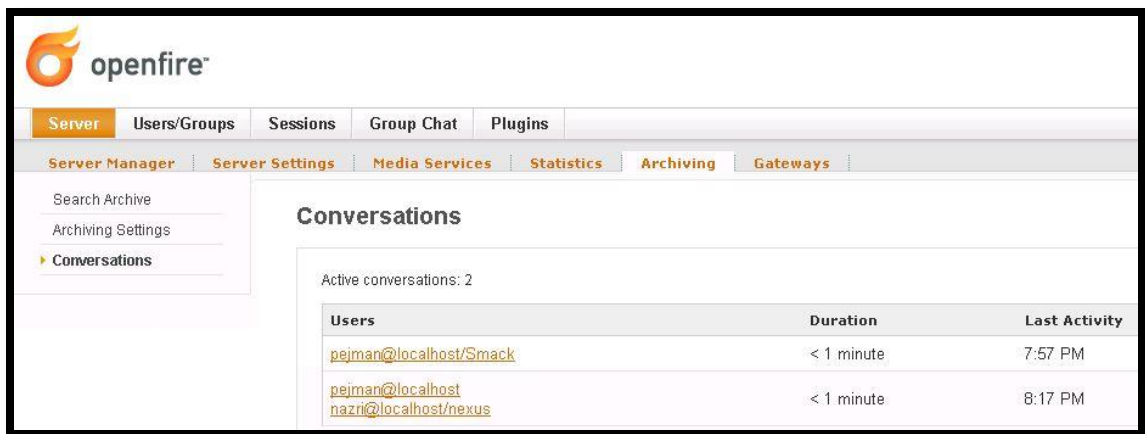 openfire™
Server Users/Groups Sessions Group Chat Plugins
Server Manager Server Settings Media Services Statistics Archiving Gateways
Search Archive
Archiving Settings
Conversations
Conversations
Active conversations: 2
Users Duration Last Activity
pejman@localhost/Smack < 1 minute 7:57 PM
pejman@localhost
nazri@localhost/nexus < 1 minute 8:17 PM